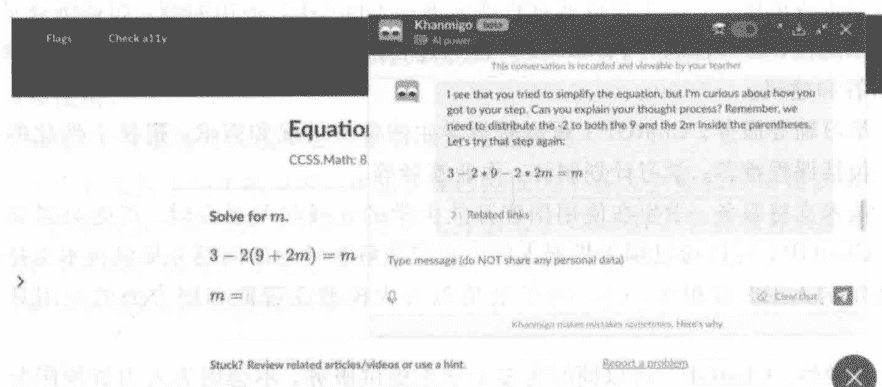 Flags
Check a11y
Khanmigo beta
AI power
This conversation is recorded and viewable by your teacher
I see that you tried to simplify the equation, but I'm curious about how you
got to your step. Can you explain your thought process? Remember, we
need to distribute the -2 to both the 9 and the 2m inside the parentheses.
Let's try that step again:
3 − 2 * 9 − 2 * 2m = m
Related links
Equatio
CCSS.Math: 8
Solve for m.
3 − 2(9 + 2m) = m
m =
Type message (do NOT share any personal data)
Clear chat
Khanmigo makes mistakes sometimes. Here's why
Stuck? Review related articles/videos or use a hint.
Report a problem